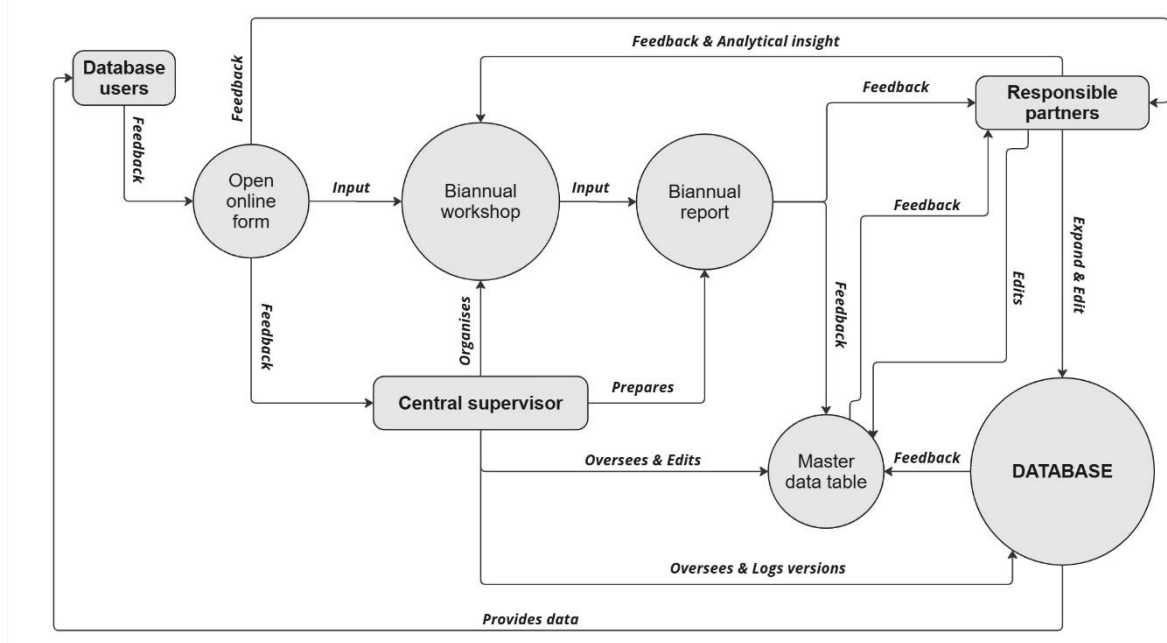 Feedback & Analytical insight
Database
users
Feedback
Feedback
Responsible
partners
Feedback
Open
online
form
Input
Biannual
workshop
Input
Biannual
report
Feedback
Expand & Edit
Edits
Feedback
Organises
Feedback
Central supervisor
Prepares
Oversees & Edits
Master
data table
Feedback
DATABASE
Oversees & Logs versions
Provides data